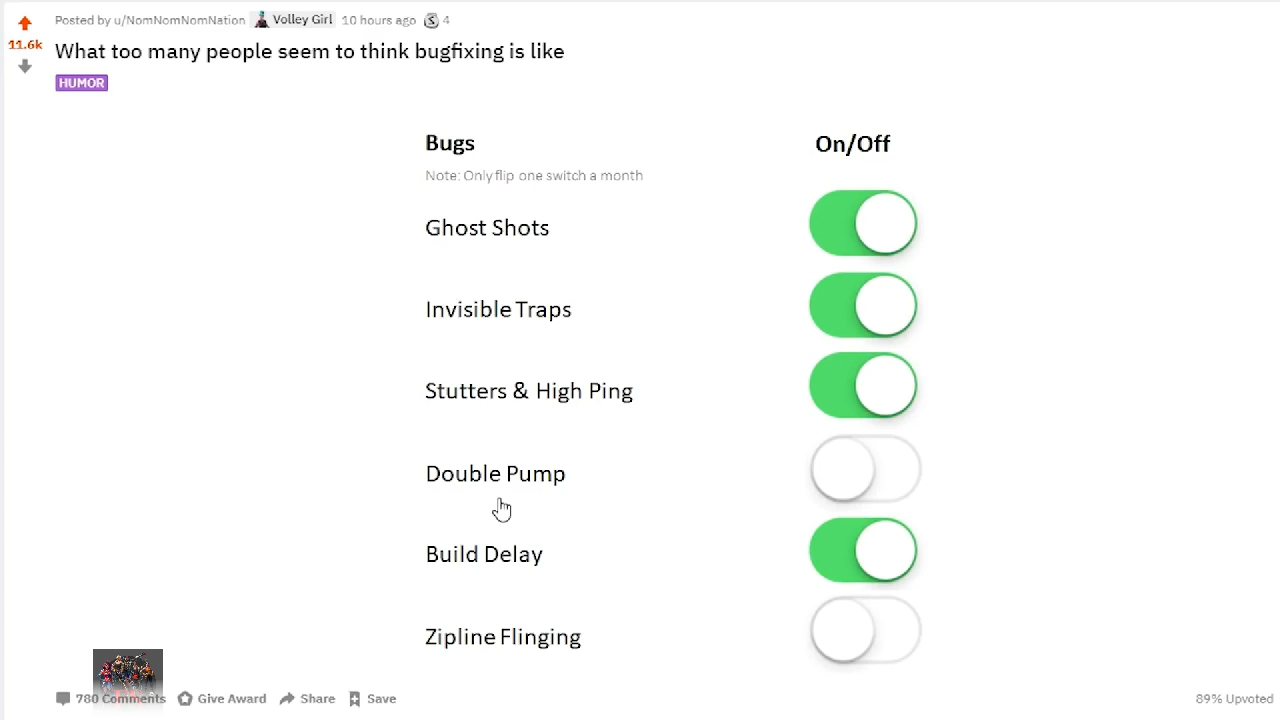 Posted by u/NomNomNomNation Volley Girl 10 hours ago S 4
11.6k
What too many people seem to think bugfixing is like
HUMOR
Bugs On/Off
Note: Only flip one switch a month
Ghost Shots
Invisible Traps
Stutters & High Ping
Double Pump
Build Delay
Zipline Flinging
780 Comments Give Award Share Save 89% Upvoted